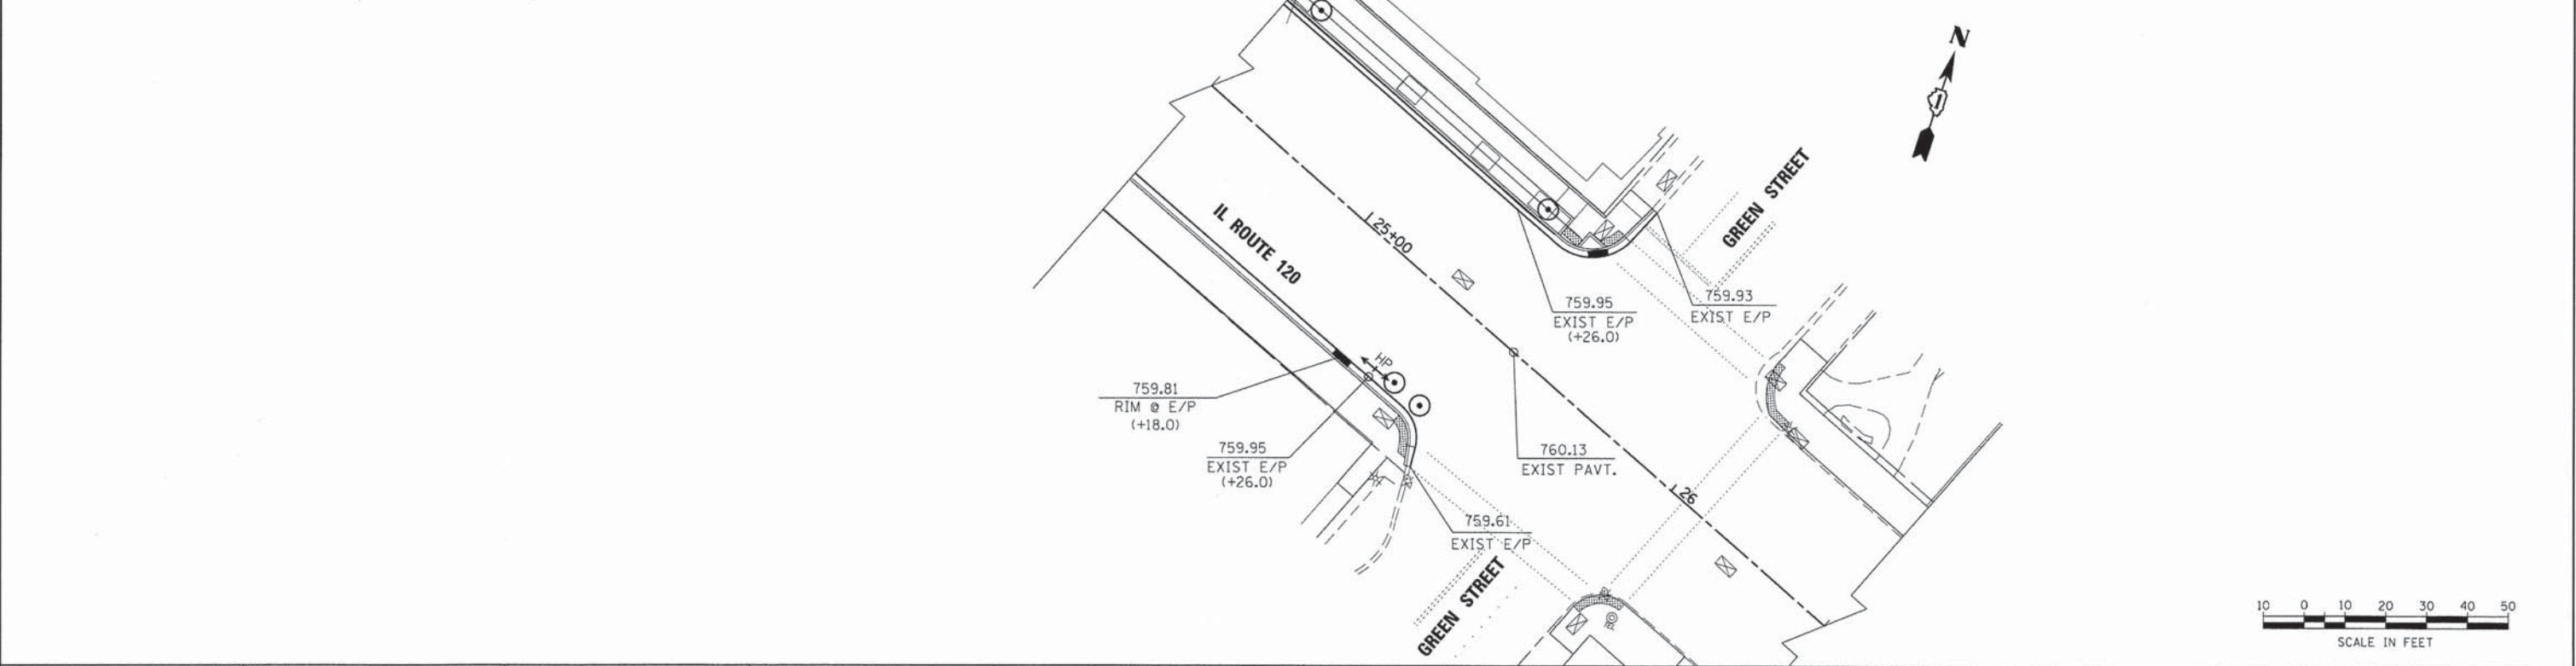 N
GREEN STREET
IL ROUTE 120
25+00
759.95
EXIST E/P
(+26.0)
759.93
EXIST E/P
HP
759.81
RIM @ E/P
(+18.0)
759.95
EXIST E/P
(+26.0)
760.13
EXIST PAVT.
26
759.61
EXIST E/P
GREEN STREET
10 0 10 20 30 40 50
SCALE IN FEET